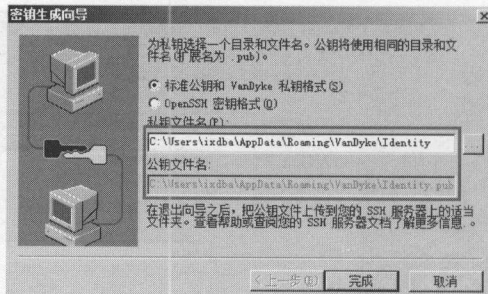 密钥生成向导
为私钥选择一个目录和文件名。公钥将使用相同的目录和文
件名(扩展名为 .pub)。
标准公钥和 VanDyke 私钥格式(S)
OpenSSH 密钥格式(O)
私钥文件名(P):
C:\Users\ixdba\AppData\Roaming\VanDyke\Identity
...
公钥文件名:
C:\Users\ixdba\AppData\Roaming\VanDyke\Identity.pub
在退出向导之后，把公钥文件上传到您的 SSH 服务器上的适当
文件夹。查看帮助或查阅您的 SSH 服务器文档了解更多信息。
<上一步(B) 完成 取消